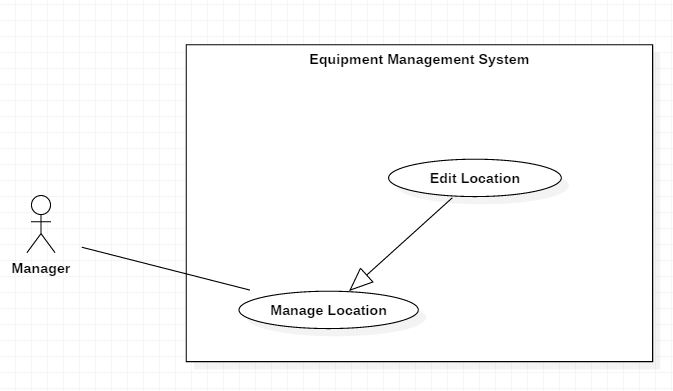 Equipment Management System
Edit Location
Manager
Manage Location